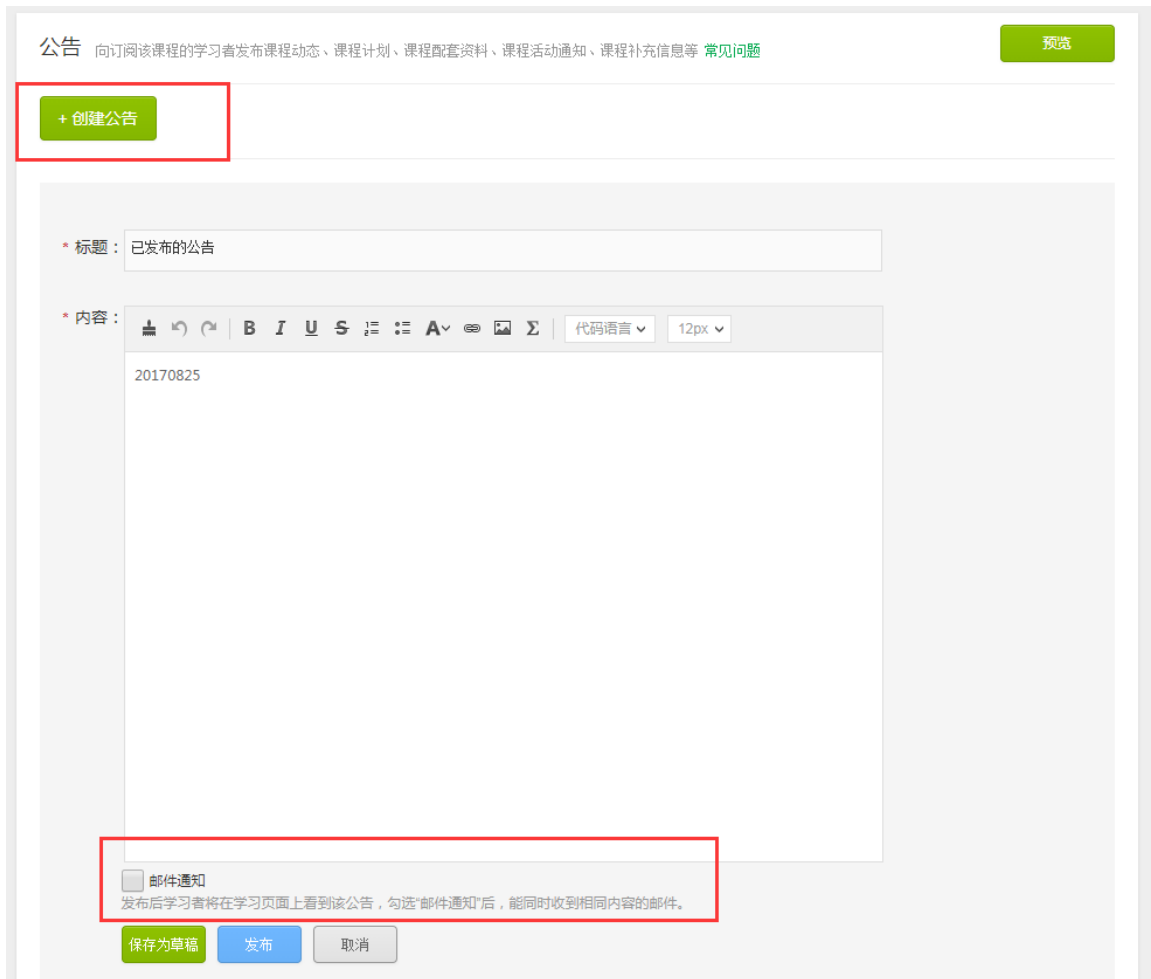 公告 向订阅该课程的学习者发布课程动态、课程计划、课程配套资料、课程活动通知、课程补充信息等 常见问题 预览
+ 创建公告
* 标题： 已发布的公告
* 内容： B I U S A Σ 代码语言 12px
20170825
邮件通知
发布后学习者将在学习页面上看到该公告，勾选“邮件通知”后，能同时收到相同内容的邮件。
保存为草稿 发布 取消